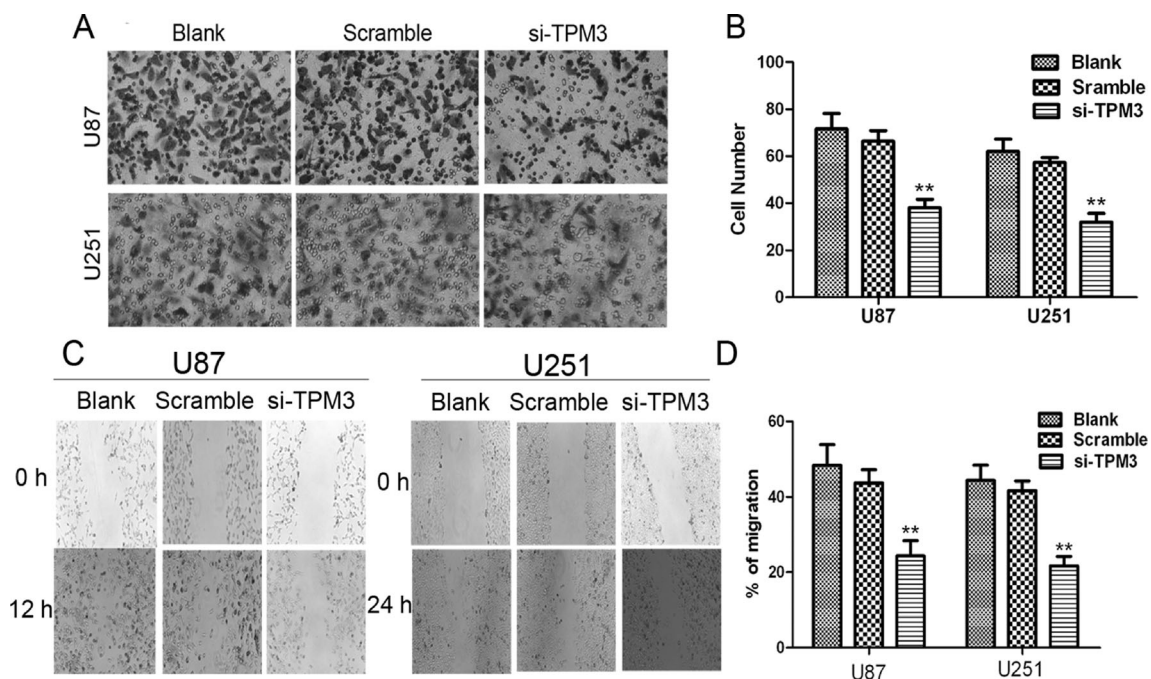 A
Blank Scramble si-TPM3
U87
U251
B
Blank
Sramble
si-TPM3
Cell Number
100
80
60
40
20
0
**
**
U87 U251
C
U87 U251
Blank Scramble si-TPM3 Blank Scramble si-TPM3
0 h 0 h
12 h 24 h
D
Blank
Scramble
si-TPM3
% of migration
60
40
20
0
**
**
U87 U251